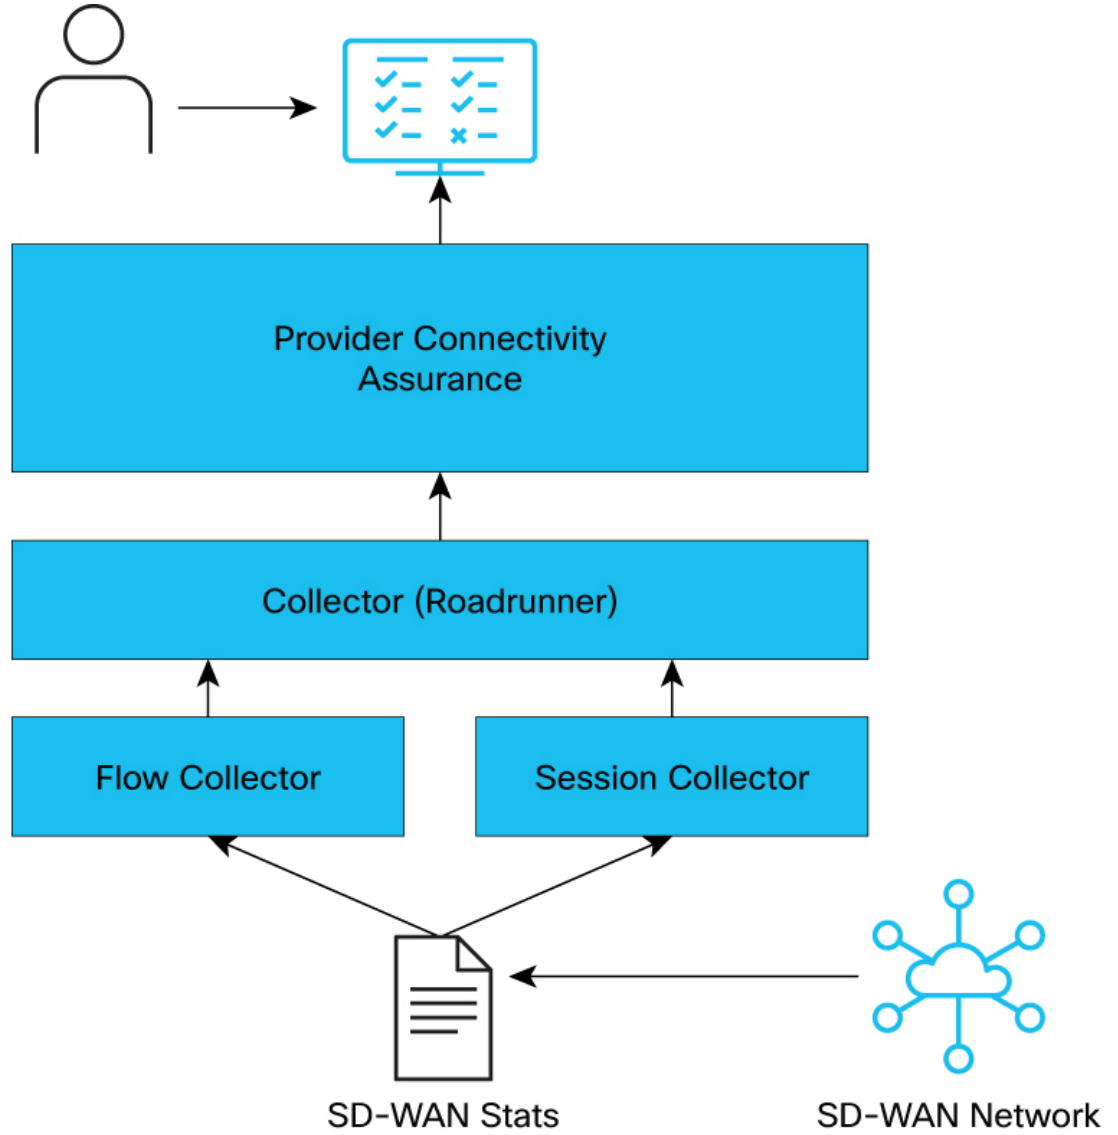 Provider Connectivity
Assurance
Collector (Roadrunner)
Flow Collector
Session Collector
SD-WAN Stats
SD-WAN Network